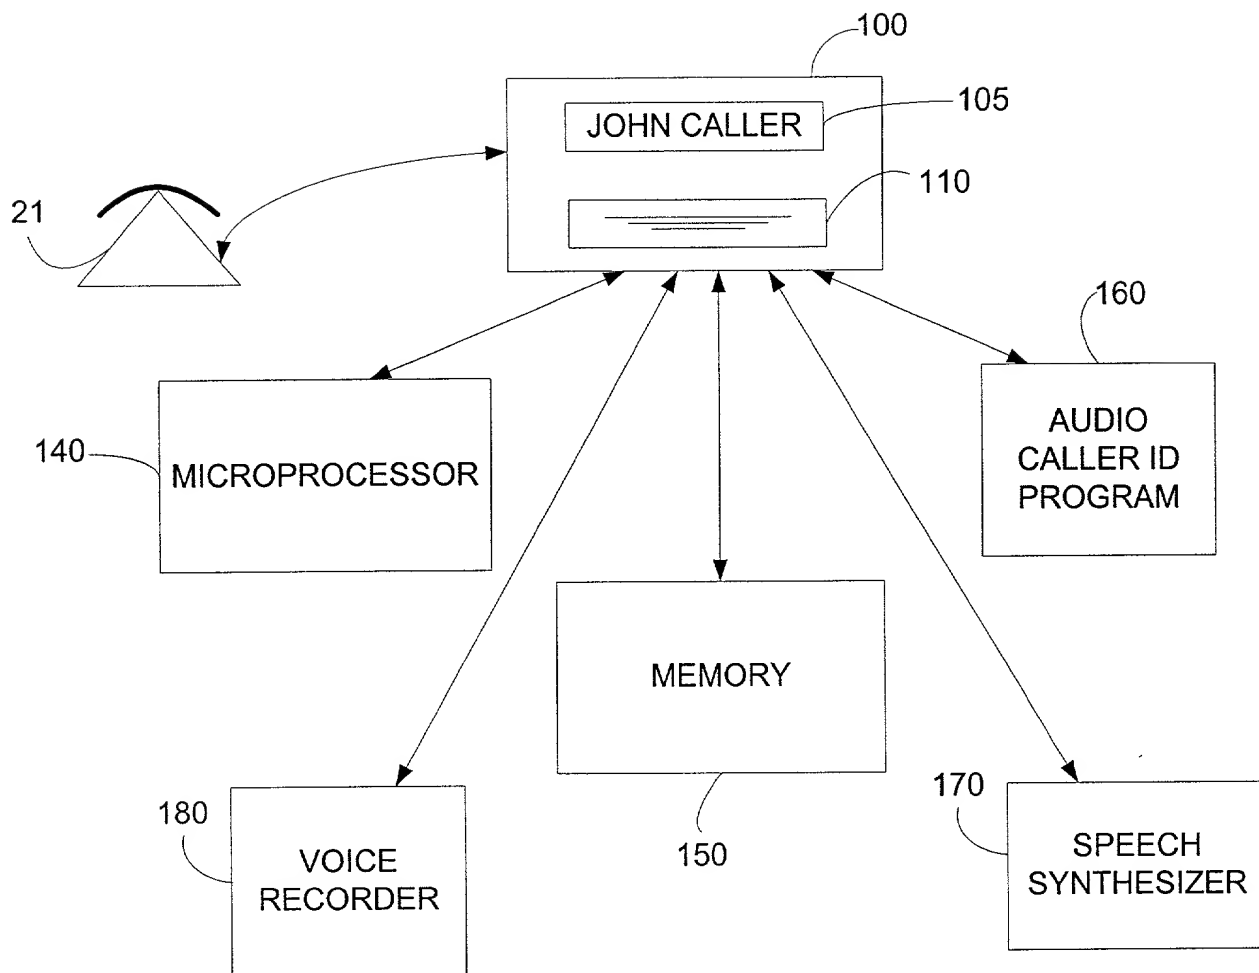 100
JOHN CALLER
105
110
21
160
AUDIO
CALLER ID
PROGRAM
140
MICROPROCESSOR
MEMORY
150
180
VOICE
RECORDER
170
SPEECH
SYNTHESIZER